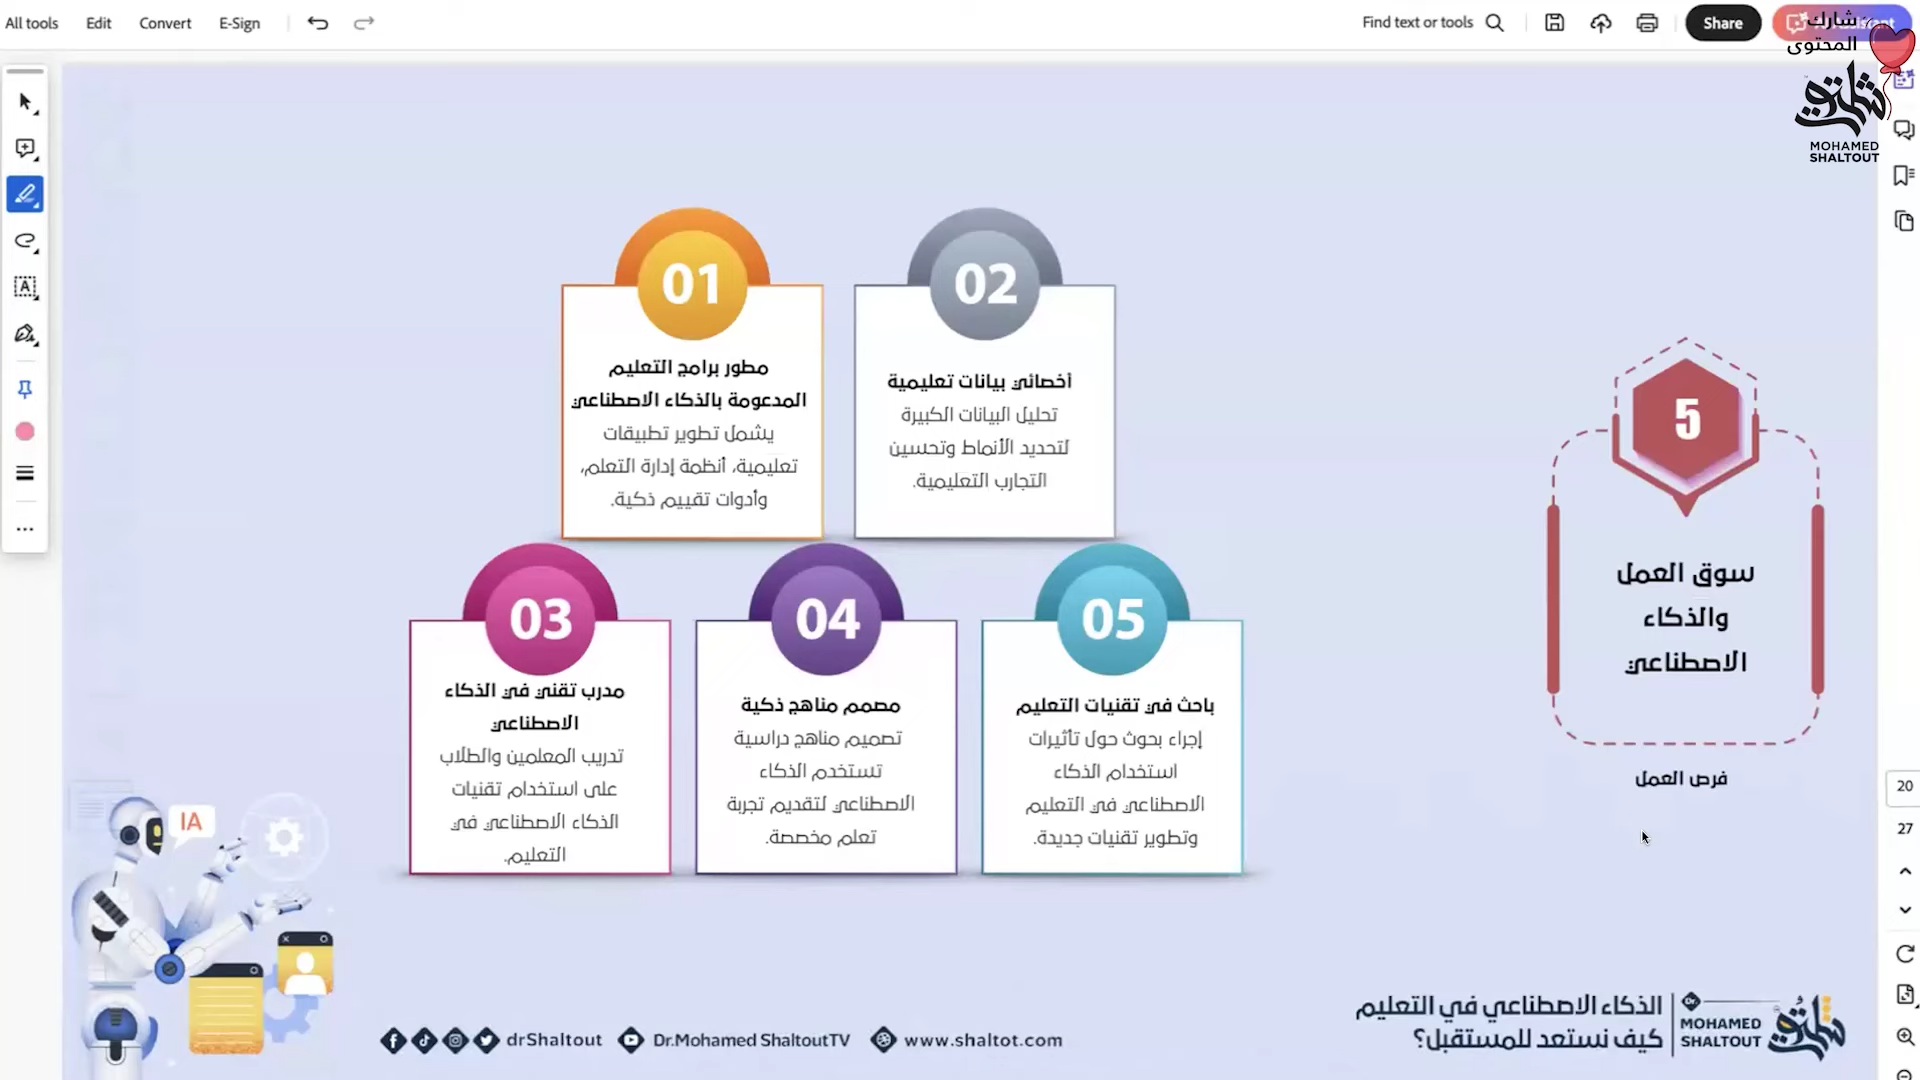 All tools Edit Convert E-Sign
Find text or tools Share
شارك
المحتوى
شلتوت
MOHAMED
SHALTOUT
01
مطور برامج التعليم
المدعومة بالذكاء الاصطناعي
يشمل تطوير تطبيقات
تعليمية، أنظمة إدارة التعلم،
وأدوات تقييم ذكية.
02
أخصائي بيانات تعليمية
تحليل البيانات الكبيرة
لتحديد الأنماط وتحسين
التجارب التعليمية.
03
مدرب تقني في الذكاء
الاصطناعي
تدريب المعلمين والطلاب
على استخدام تقنيات
الذكاء الاصطناعي في
التعليم.
04
مصمم مناهج ذكية
تصميم مناهج دراسية
تستخدم الذكاء
الاصطناعي لتقديم تجربة
تعلم مخصصة.
05
باحث في تقنيات التعليم
إجراء بحوث حول تأثيرات
استخدام الذكاء
الاصطناعي في التعليم
وتطوير تقنيات جديدة.
5
سوق العمل
والذكاء
الاصطناعي
فرص العمل
20
27
IA
drShaltout Dr.Mohamed ShaltoutTV www.shaltot.com
الذكاء الاصطناعي في التعليم
كيف نستعد للمستقبل؟
Dr.
MOHAMED
SHALTOUT
شلتوت